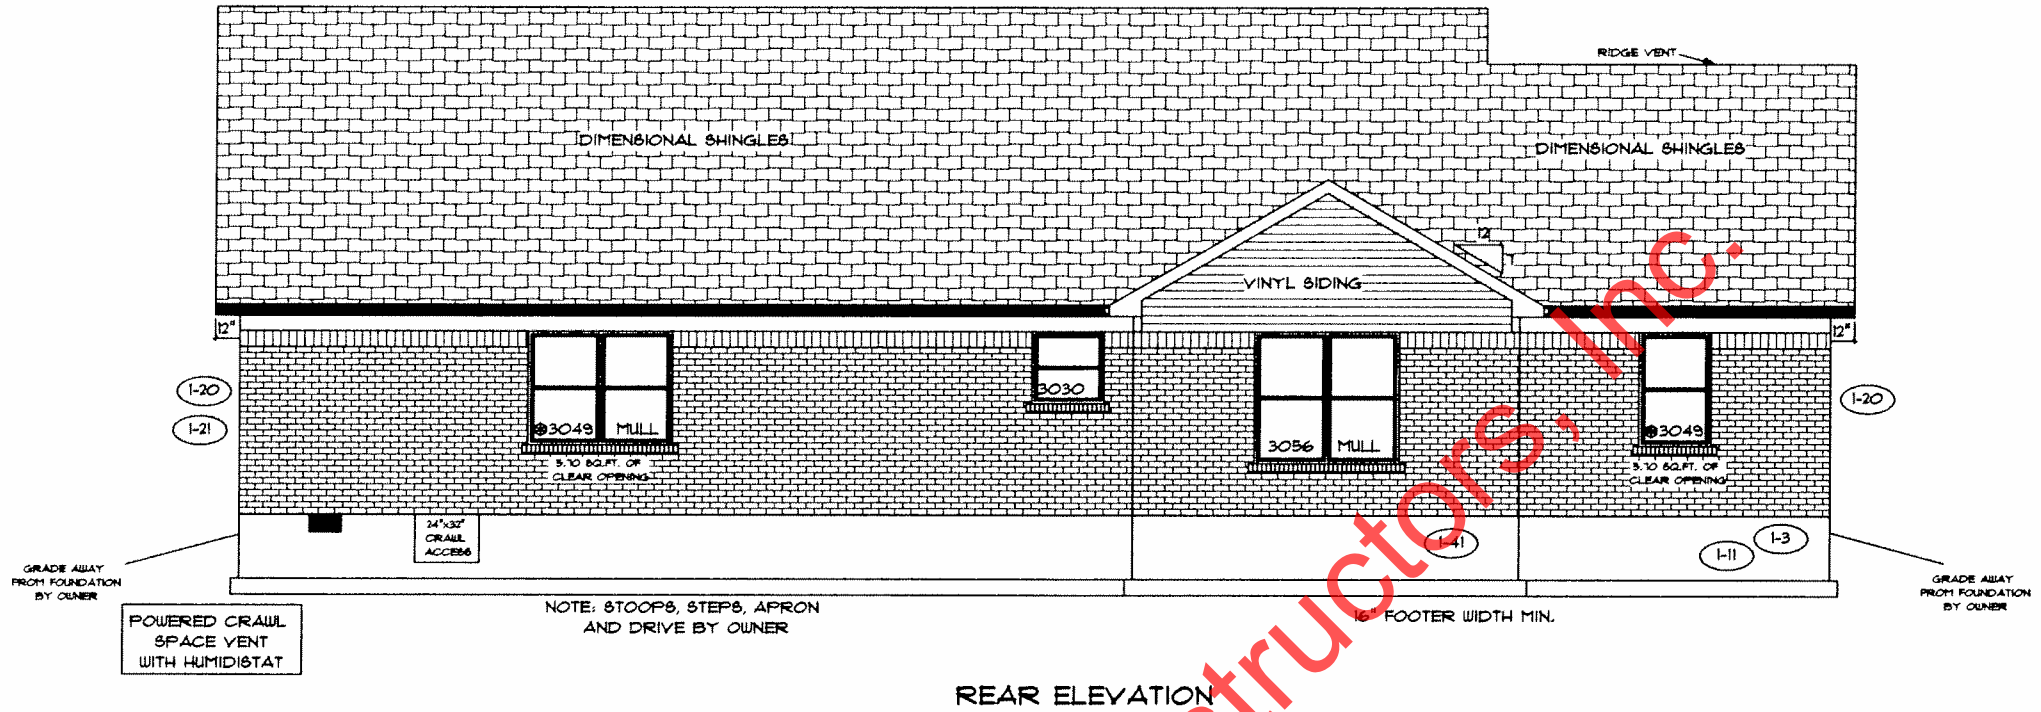 RIDGE VENT
DIMENSIONAL SHINGLES
DIMENSIONAL SHINGLES
12
7
VINYL SIDING
12"
12"
1-20
1-21
3030
3049 MULL
3056 MULL
3049
1-20
5.70 SQ.FT. OF
CLEAR OPENING
5.70 SQ.FT. OF
CLEAR OPENING
24"x32"
CRAWL
ACCESS
1-41
1-11
1-3
GRADE AWAY
FROM FOUNDATION
BY OWNER
GRADE AWAY
FROM FOUNDATION
BY OWNER
POWERED CRAWL
SPACE VENT
WITH HUMIDISTAT
NOTE: STOOPS, STEPS, APRON
AND DRIVE BY OWNER
16" FOOTER WIDTH MIN.
REAR ELEVATION
structors, Inc.